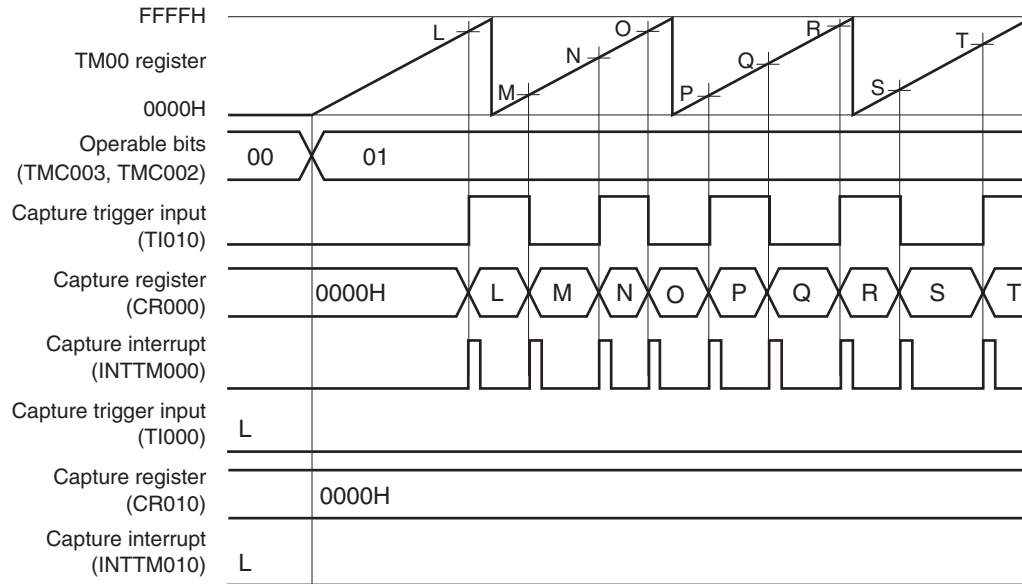 FFFFH
TM00 register
0000H
L M N O P Q R S T
Operable bits
(TMC003, TMC002)
00 01
Capture trigger input
(TI010)
Capture register
(CR000)
0000H L M N O P Q R S T
Capture interrupt
(INTTM000)
Capture trigger input
(TI000)
L
Capture register
(CR010)
0000H
Capture interrupt
(INTTM010)
L